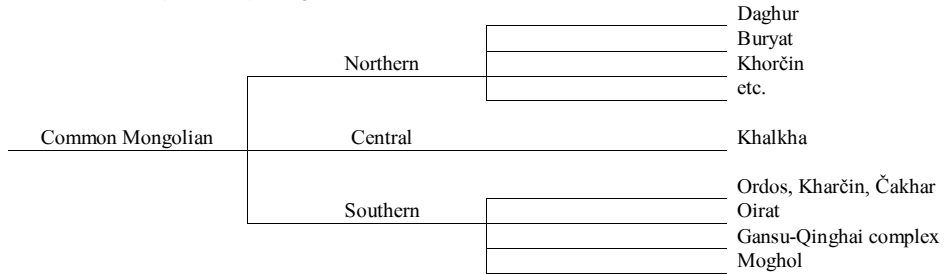 Daghur
Buryat
Northern Khorčin
etc.
Common Mongolian Central Khalkha
Ordos, Kharčin, Čakhar
Southern Oirat
Gansu-Qinghai complex
Moghol